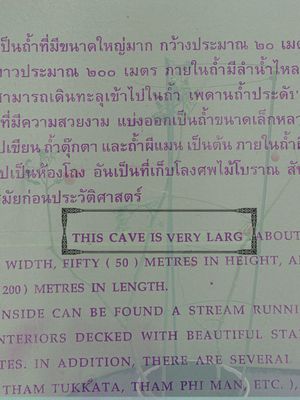 เป็นถ้ำที่มีขนาดใหญ่มาก กว้างประมาณ ๒๐ เมต
าวประมาณ ๒๐๐ เมตร ภายในถ้ำมีลำน้ำไหล
สามารถเดินทะลุเข้าไปในถ้ำ เพดานถ้ำประดับ
ที่มีความสวยงาม แบ่งออกเป็นถ้ำขนาดเล็กหลา
ปเขียน ถ้ำตุ๊กตา และถ้ำผีแมน เป็นต้น ภายในถ้ำเ
ปเป็นห้องโถง อันเป็นที่เก็บโลงศพไม้โบราณ สั
มัยก่อนประวัติศาสตร์
THIS CAVE IS VERY LARG ABOUT
WIDTH, FIFTY ( 50 ) METRES IN HEIGHT, A
200) METRES IN LENGTH.
NSIDE CAN BE FOUND A STREAM RUNNI
NTERIORS DECKED WITH BEAUTIFUL STA
TES. IN ADDITION, THERE ARE SEVERAL
THAM TUKKATA, THAM PHI MAN, ETC. ),